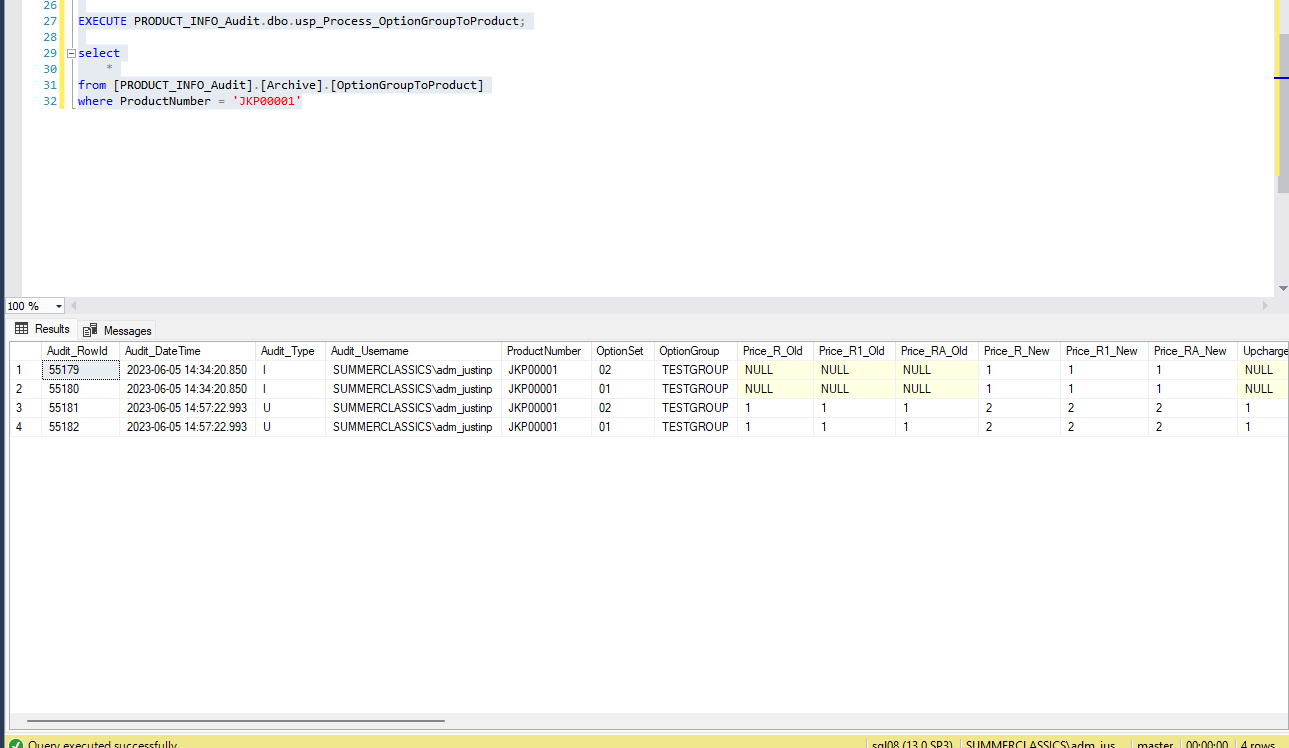 26
27 EXECUTE PRODUCT_INFO_Audit.dbo.usp_Process_OptionGroupToProduct;
28
29 select
30 *
31 from [PRODUCT_INFO_Audit].[Archive].[OptionGroupToProduct]
32 where ProductNumber = 'JKP00001'
100 %
Results Messages
Audit_RowId Audit_DateTime Audit_Type Audit_Username ProductNumber OptionSet OptionGroup Price_R_Old Price_R1_Old Price_RA_Old Price_R_New Price_R1_New Price_RA_New Upcharge
1 55179 2023-06-05 14:34:20.850 I SUMMERCLASSICS\adm_justinp JKP00001 02 TESTGROUP NULL NULL NULL 1 1 1 NULL
2 55180 2023-06-05 14:34:20.850 I SUMMERCLASSICS\adm_justinp JKP00001 01 TESTGROUP NULL NULL NULL 1 1 1 NULL
3 55181 2023-06-05 14:57:22.993 U SUMMERCLASSICS\adm_justinp JKP00001 02 TESTGROUP 1 1 1 2 2 2 1
4 55182 2023-06-05 14:57:22.993 U SUMMERCLASSICS\adm_justinp JKP00001 01 TESTGROUP 1 1 1 2 2 2 1
Query executed successfully. sql08 (13.0 SP3) SUMMERCLASSICS\adm_jus... master 00:00:00 4 rows